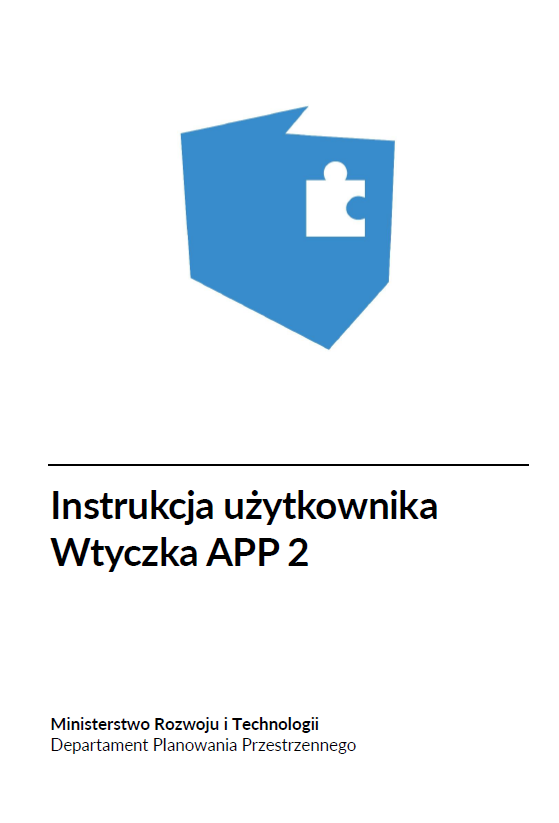 Instrukcja użytkownika
Wtyczka APP 2
Ministerstwo Rozwoju i Technologii
Departament Planowania Przestrzennego